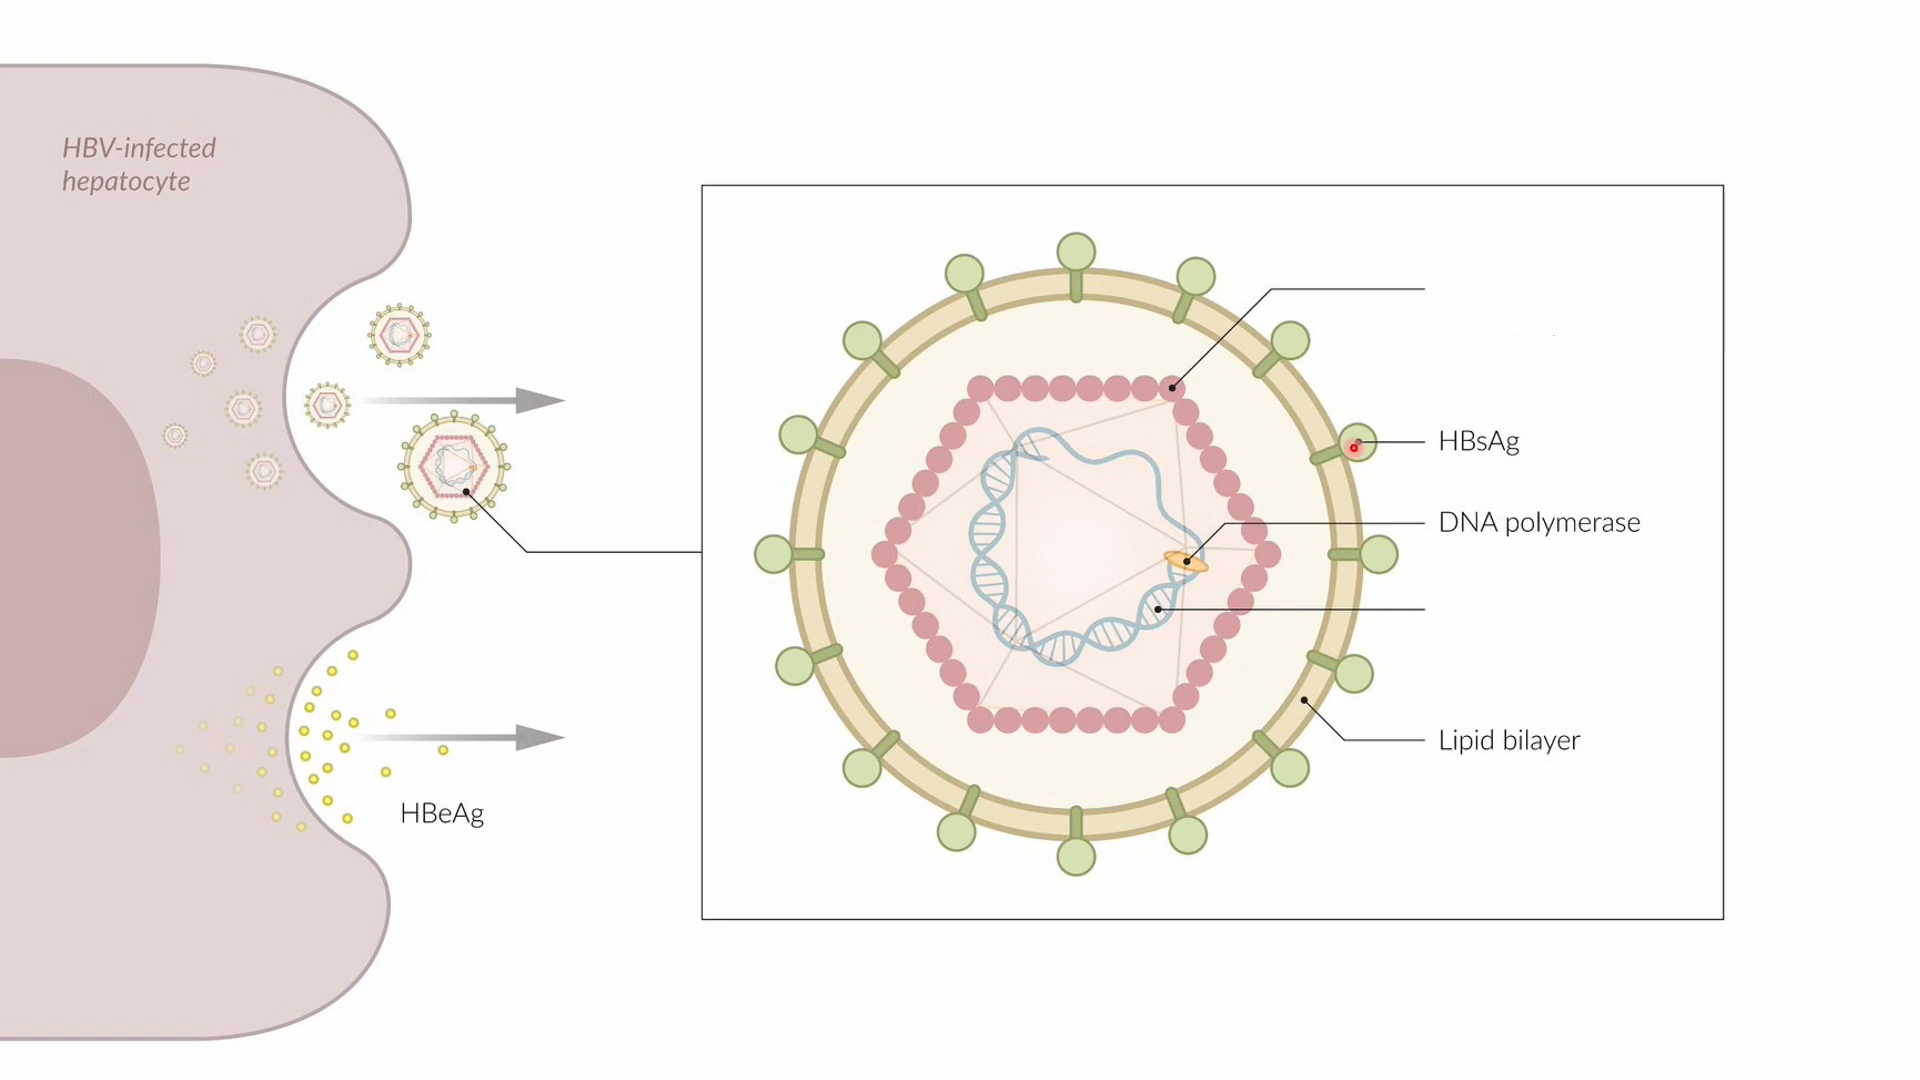 HBV-infected
hepatocyte
HBsAg
DNA polymerase
Lipid bilayer
HBeAg